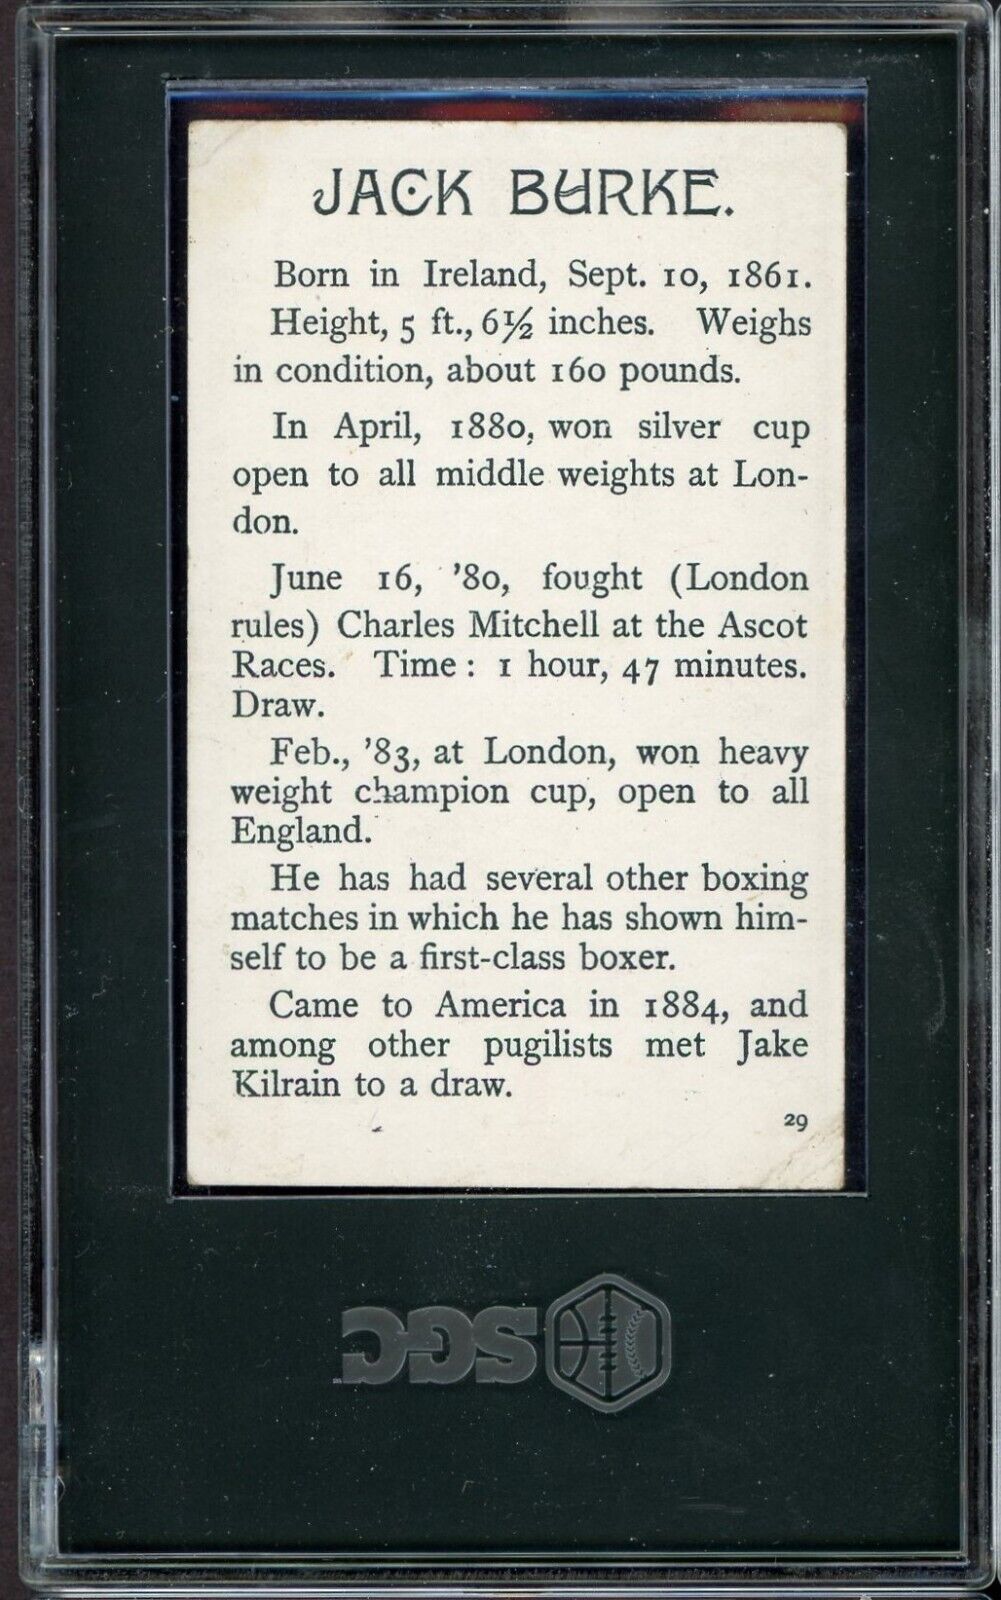 JACK BURKE.
Born in Ireland, Sept. 10, 1861.
Height, 5 ft., 6½ inches. Weighs
in condition, about 160 pounds.
In April, 1880, won silver cup
open to all middle weights at Lon-
don.
June 16, '80, fought (London
rules) Charles Mitchell at the Ascot
Races. Time: 1 hour, 47 minutes.
Draw.
Feb., '83, at London, won heavy
weight champion cup, open to all
England.
He has had several other boxing
matches in which he has shown him-
self to be a first-class boxer.
Came to America in 1884, and
among other pugilists met Jake
Kilrain to a draw.
29
SGC